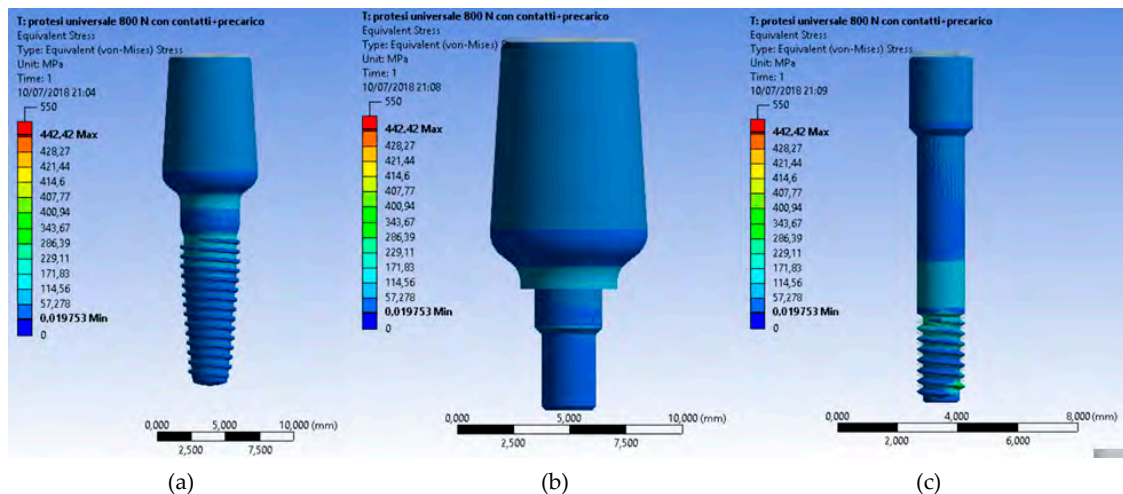 T: protesi universale 800 N con contatti+precarico
Equivalent Stress
Type: Equivalent (von-Mises) Stress
Unit: MPa
Time: 1
10/07/2018 21:04
550
442,42 Max
428,27
421,44
414,6
407,77
400,94
343,67
286,39
229,11
171,83
114,56
57,278
0,019753 Min
0
0,000
5,000
10,000 (mm)
2,500
7,500
T: protesi universale 800 N con contatti+precarico
Equivalent Stress
Type: Equivalent (von-Mises) S
Unit: MPa
Time: 1
10/07/2018 21:08
550
442,42 Max
428,27
421,44
414,6
407,77
400,94
343,67
286,39
229,11
171,83
114,56
57,278
0,019753 Min
0
0,000
5,000
10,000 (mm)
2,500
7,500
T: protesi universale 800 N con contatti+precarico
Equivalent Stress
Type: Equivalent (von-Mises) Stress
Unit: MPa
Time: 1
10/07/2018 21:09
550
442,42 Max
428,27
421,44
414,6
407,77
400,94
343,67
286,39
229,11
171,83
114,56
57,278
0,019753 Min
0
0,000
4,000
8,000 (mm)
2,000
6,000
(a)
(b)
(c)